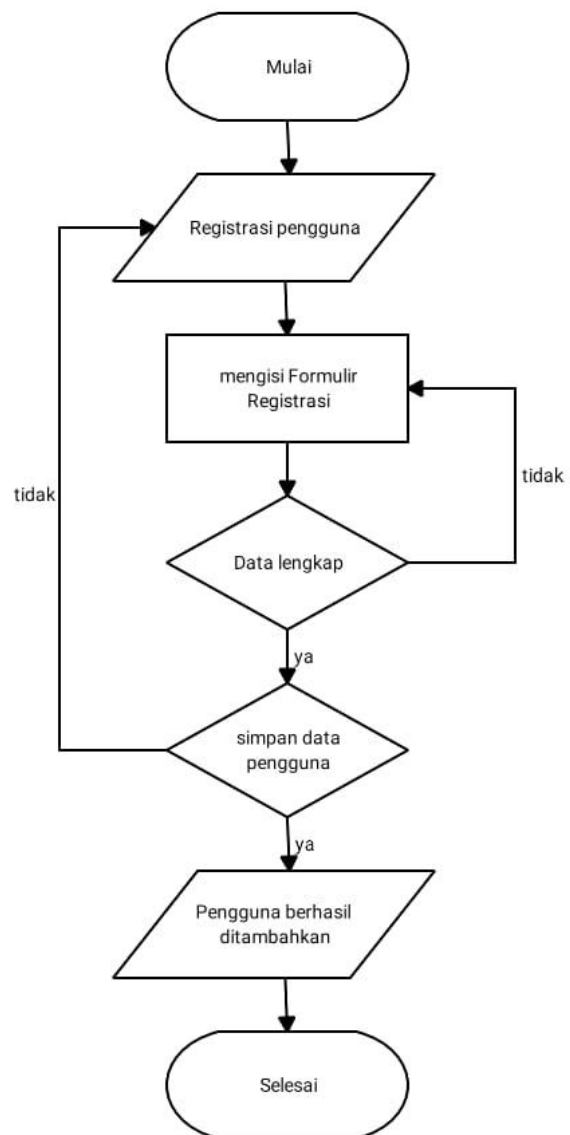 Mulai
Registrasi pengguna
mengisi Formulir
Registrasi
tidak
tidak
Data lengkap
ya
simpan data
pengguna
ya
Pengguna berhasil
ditambahkan
Selesai